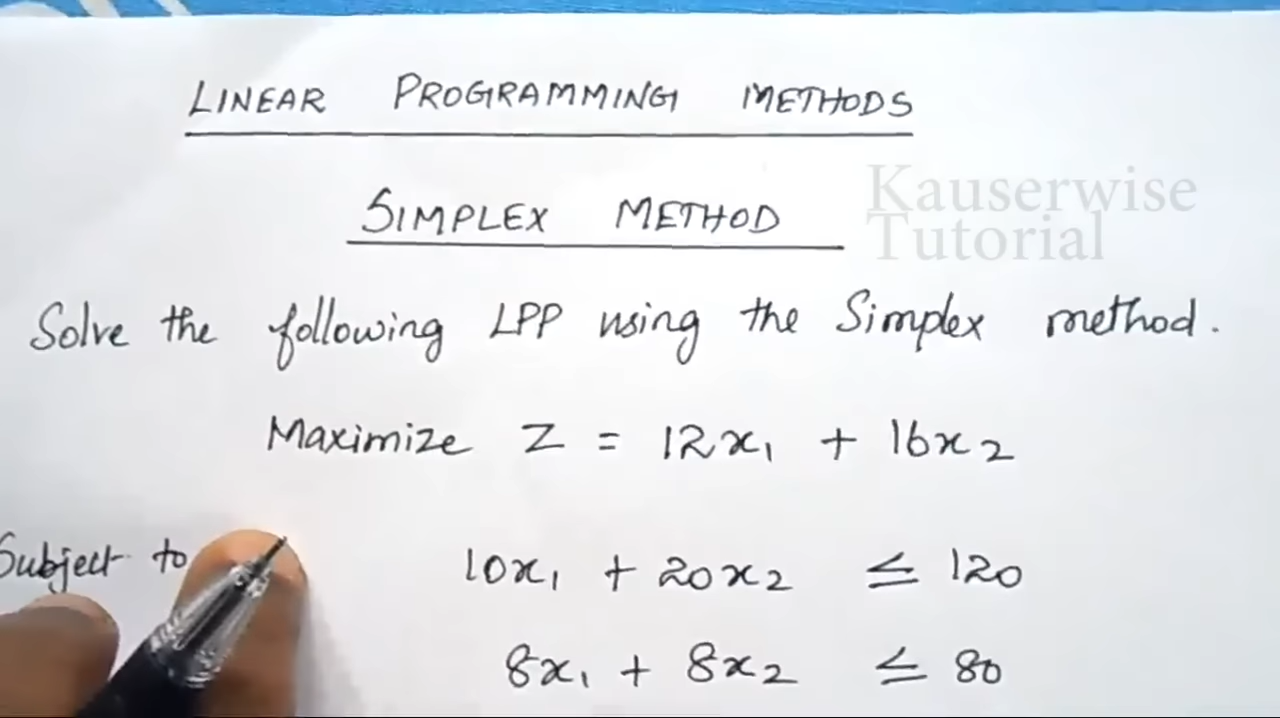 LINEAR PROGRAMMING METHODS
SIMPLEX METHOD
Kauserwise
Tutorial
Solve the following LPP using the Simplex method.
Maximize Z = 12x₁ + 16x₂
Subject to 10x₁ + 20x₂ ≤ 120
8x₁ + 8x₂ ≤ 80